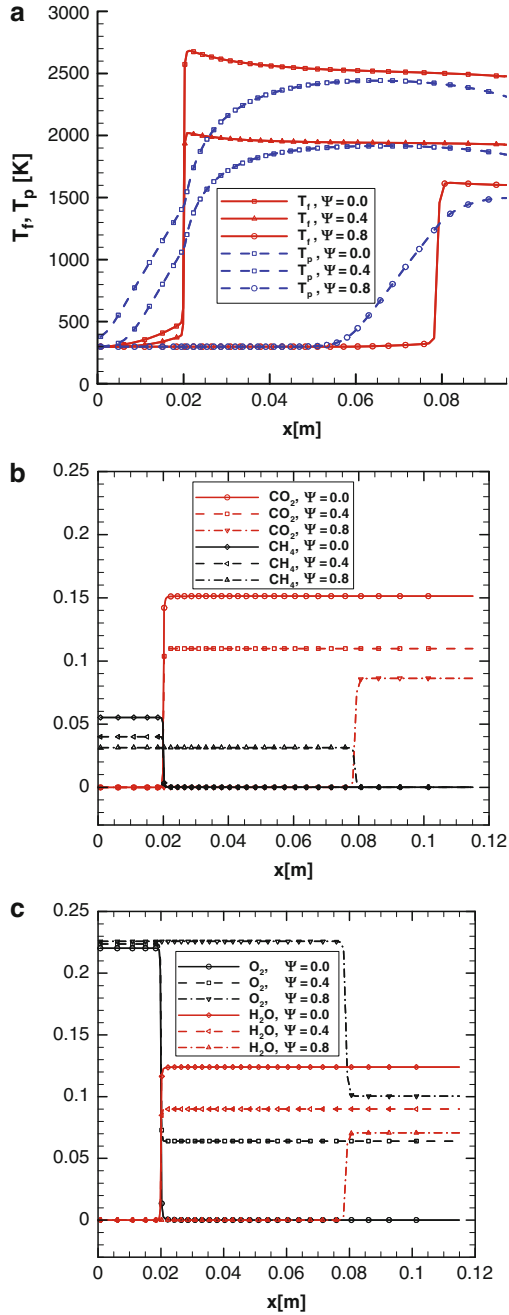 a
3000
2500
2000
1500
1000
500
0
T_f, T_p [K]
T_f, Ψ = 0.0
T_f, Ψ = 0.4
T_f, Ψ = 0.8
T_p, Ψ = 0.0
T_p, Ψ = 0.4
T_p, Ψ = 0.8
0 0.02 0.04 0.06 0.08
x[m]
b
0.25
0.2
0.15
0.1
0.05
0
CO₂, Ψ = 0.0
CO₂, Ψ = 0.4
CO₂, Ψ = 0.8
CH₄, Ψ = 0.0
CH₄, Ψ = 0.4
CH₄, Ψ = 0.8
0 0.02 0.04 0.06 0.08 0.1 0.12
x[m]
c
0.25
0.2
0.15
0.1
0.05
0
O₂, Ψ = 0.0
O₂, Ψ = 0.4
O₂, Ψ = 0.8
H₂O, Ψ = 0.0
H₂O, Ψ = 0.4
H₂O, Ψ = 0.8
0 0.02 0.04 0.06 0.08 0.1 0.12
x[m]